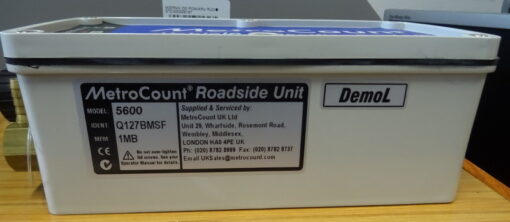 MetroCount
MetroCount® Roadside Unit
MODEL: 5600
IDENT: Q127BMSF
MEM 1MB
Supplied & Serviced by
MetroCount UK Ltd
Unit 29, Wharfside, Rosemont Road,
Wembley, Middlesex,
LONDON HA0 4PE UK
Ph: (020) 8782 8999 Fax: (020) 8782 8737
Email UKSales@metrocount.com
CE
Do not over-tighten
lid screws. See your
Operator Manual for details.
DemoL